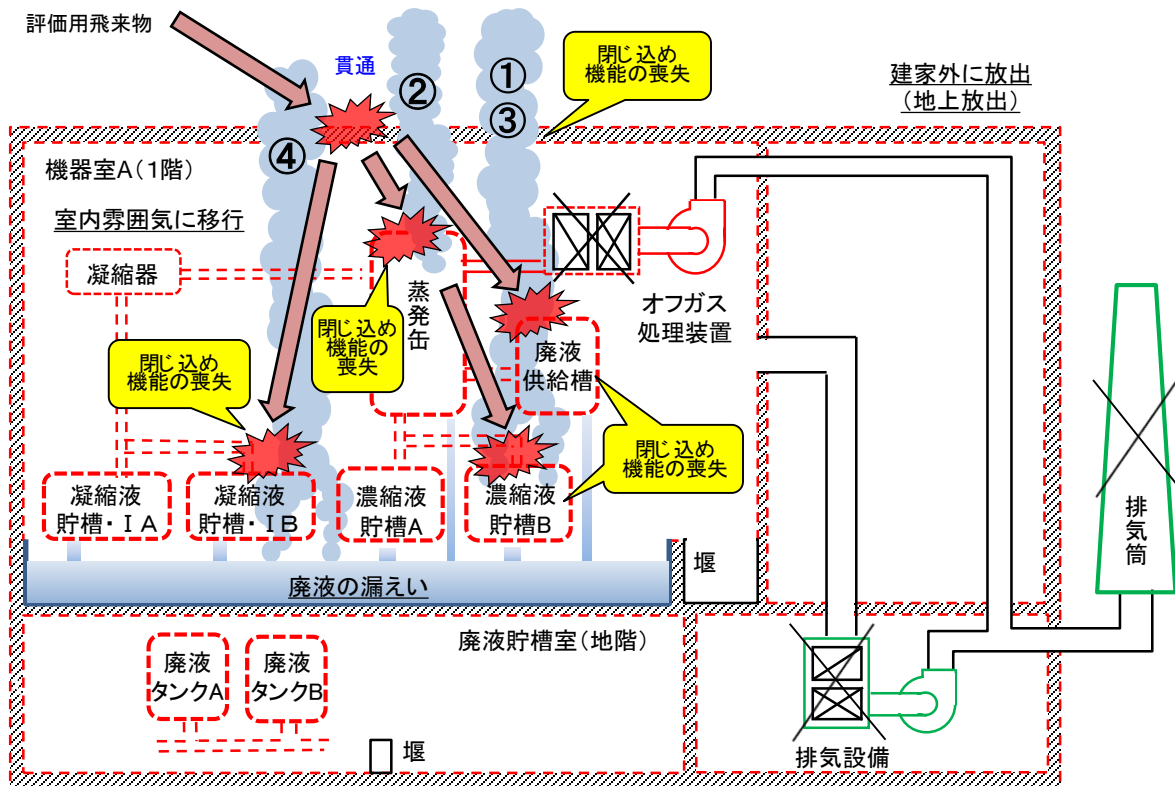 評価用飛来物
貫通
①
②
③
④
閉じ込め
機能の喪失
建家外に放出
(地上放出)
機器室A(1階)
室内雰囲気に移行
凝縮器
閉じ込め
機能の
喪失
蒸
発
缶
オフガス
処理装置
閉じ込め
機能の喪失
廃液
供給槽
閉じ込め
機能の喪失
凝縮液
貯槽・ⅠA
凝縮液
貯槽・ⅠB
濃縮液
貯槽A
濃縮液
貯槽B
排
気
筒
堰
廃液の漏えい
廃液貯槽室(地階)
廃液
タンクA
廃液
タンクB
堰
排気設備